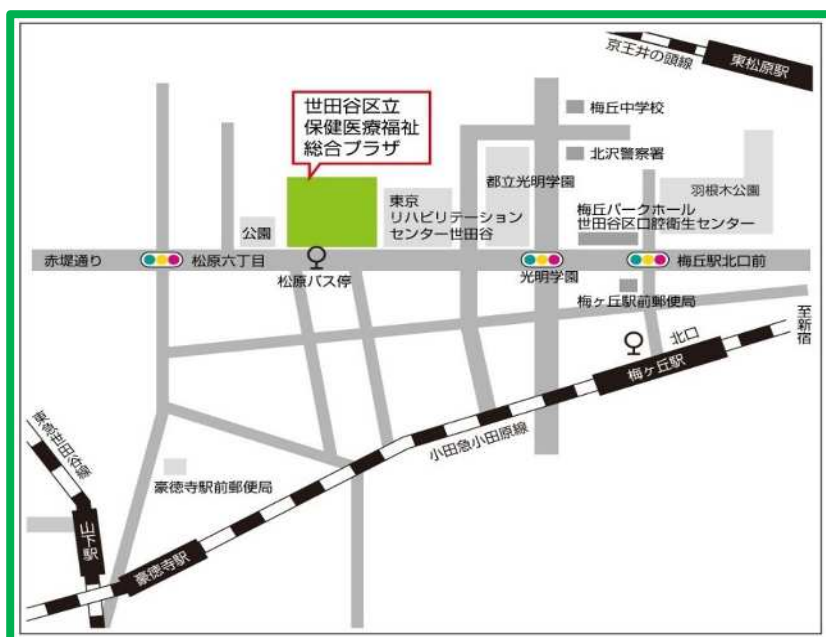 京王井の頭線
東松原駅
世田谷区立
保健医療福祉
総合プラザ
梅丘中学校
北沢警察署
都立光明学園
羽根木公園
東京
リハビリテーション
センター世田谷
公園
梅丘パークホール
世田谷区口腔衛生センター
赤堤通り
松原六丁目
松原バス停
光明学園
梅丘駅北口前
梅ヶ丘駅前郵便局
至新宿
北口
梅ヶ丘駅
小田急小田原線
東急世田谷線
豪徳寺駅前郵便局
山下駅
豪徳寺駅